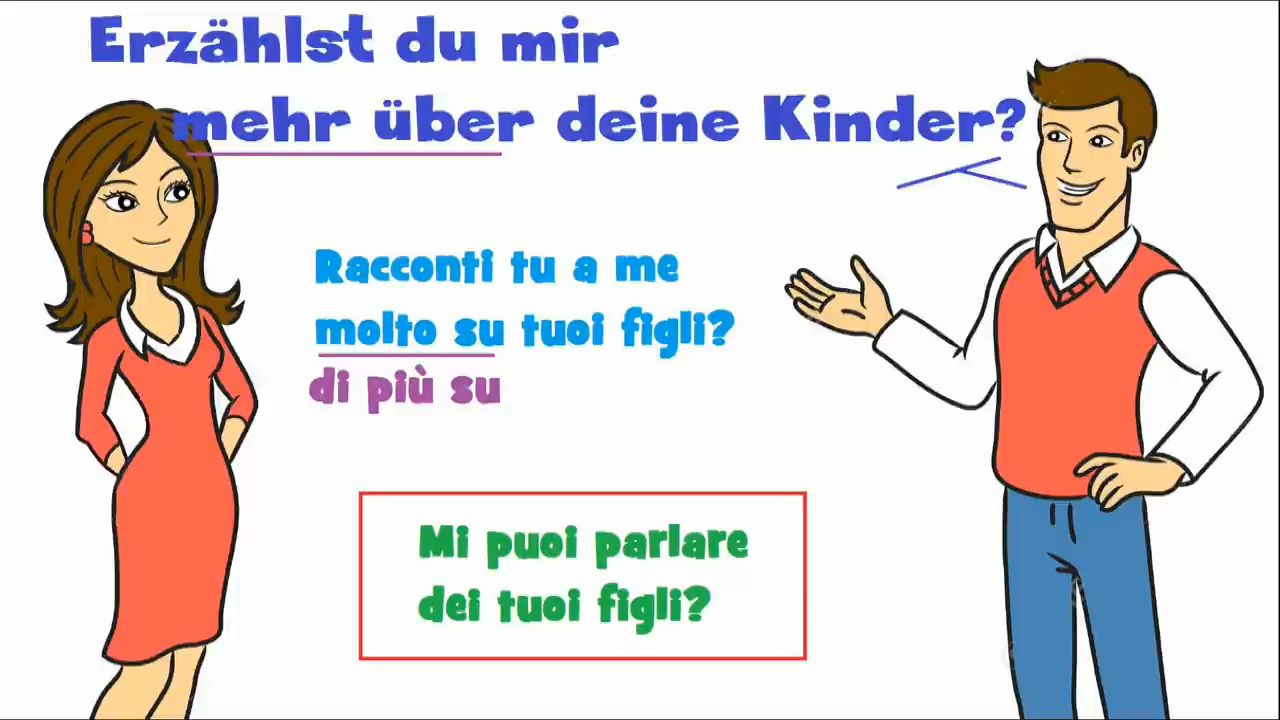 Erzählst du mir
mehr über deine Kinder?
Racconti tu a me
molto su tuoi figli?
di più su
Mi puoi parlare
dei tuoi figli?